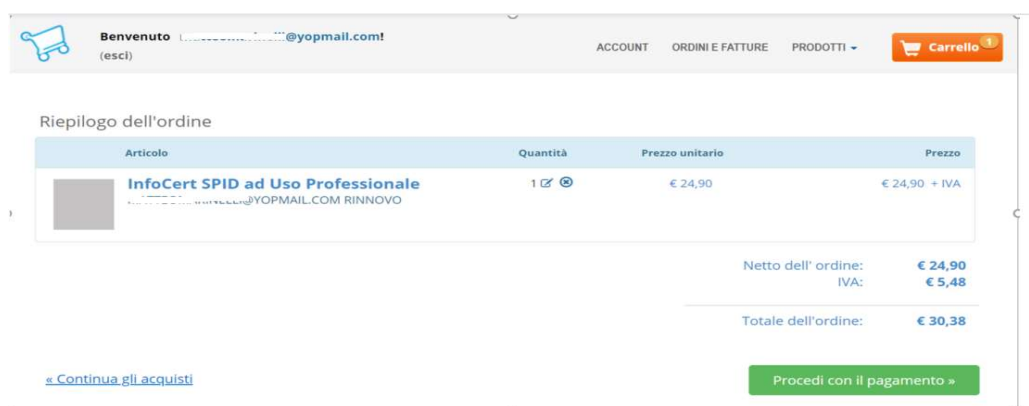 Benvenuto @yopmail.com!
(esci)
ACCOUNT ORDINI E FATTURE PRODOTTI Carrello 1
Riepilogo dell'ordine
Articolo Quantità Prezzo unitario Prezzo
InfoCert SPID ad Uso Professionale 1 € 24,90 € 24,90 + IVA
@YOPMAIL.COM RINNOVO
Netto dell' ordine: € 24,90
IVA: € 5,48
Totale dell'ordine: € 30,38
« Continua gli acquisti Procedi con il pagamento »